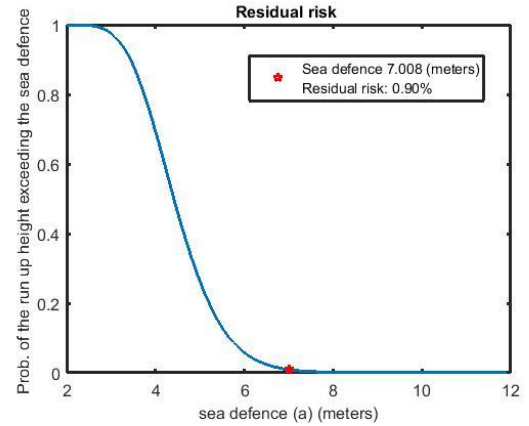 Residual risk
Prob. of the run up height exceeding the sea defence
1
0.8
0.6
0.4
0.2
0
Sea defence 7.008 (meters)
Residual risk: 0.90%
2 4 6 8 10 12
sea defence (a) (meters)